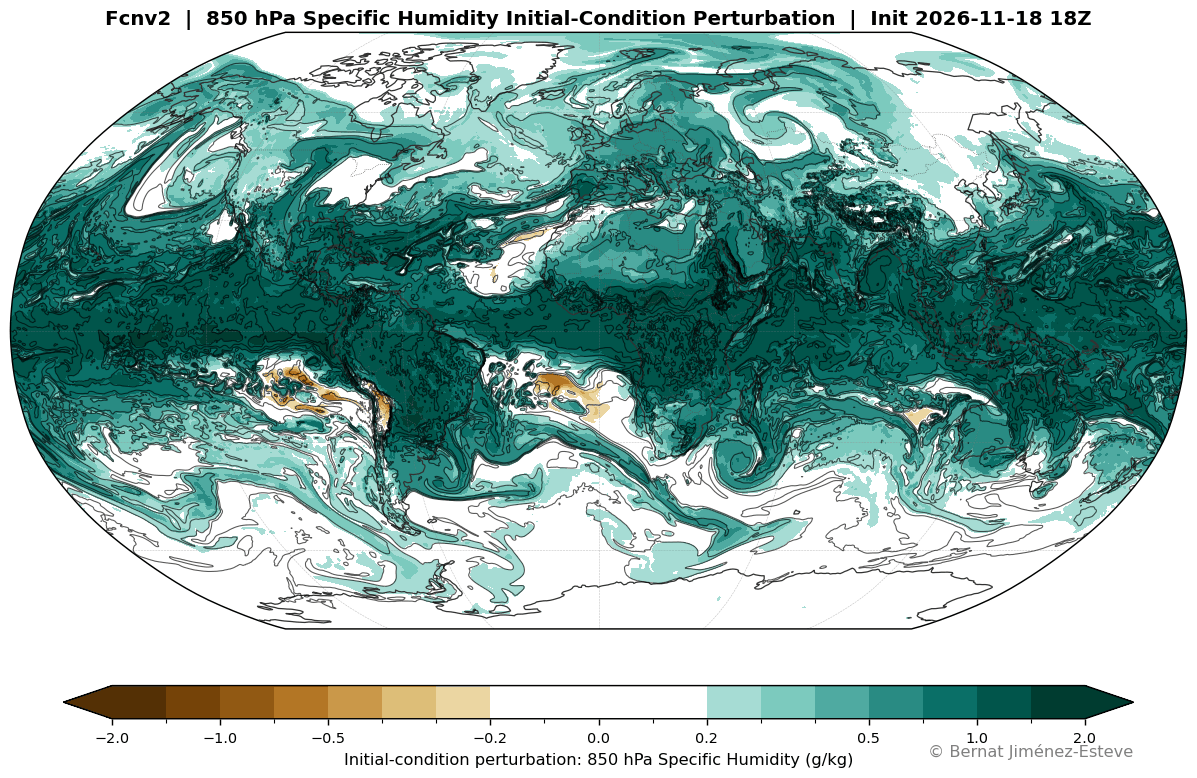 Fcnv2 | 850 hPa Specific Humidity Initial-Condition Perturbation | Init 2026-11-18 18Z
−2.0 −1.0 −0.5 −0.2 0.0 0.2 0.5 1.0 2.0
© Bernat Jiménez-Esteve
Initial-condition perturbation: 850 hPa Specific Humidity (g/kg)